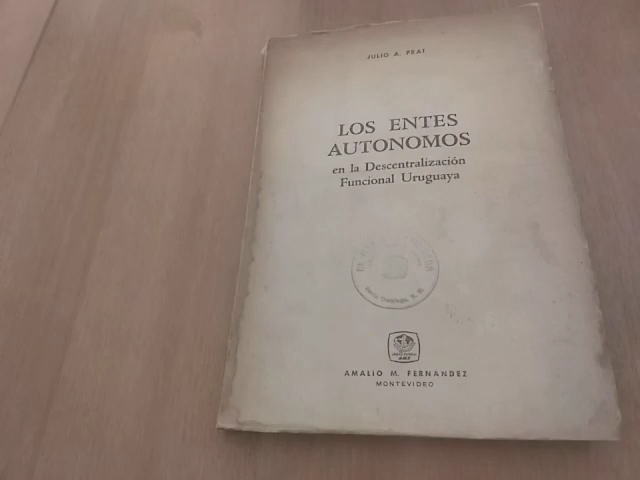 JULIO A. PRAT
LOS ENTES
AUTONOMOS
en la Descentralización
Funcional Uruguaya
AMALIO M. FERNANDEZ
MONTEVIDEO